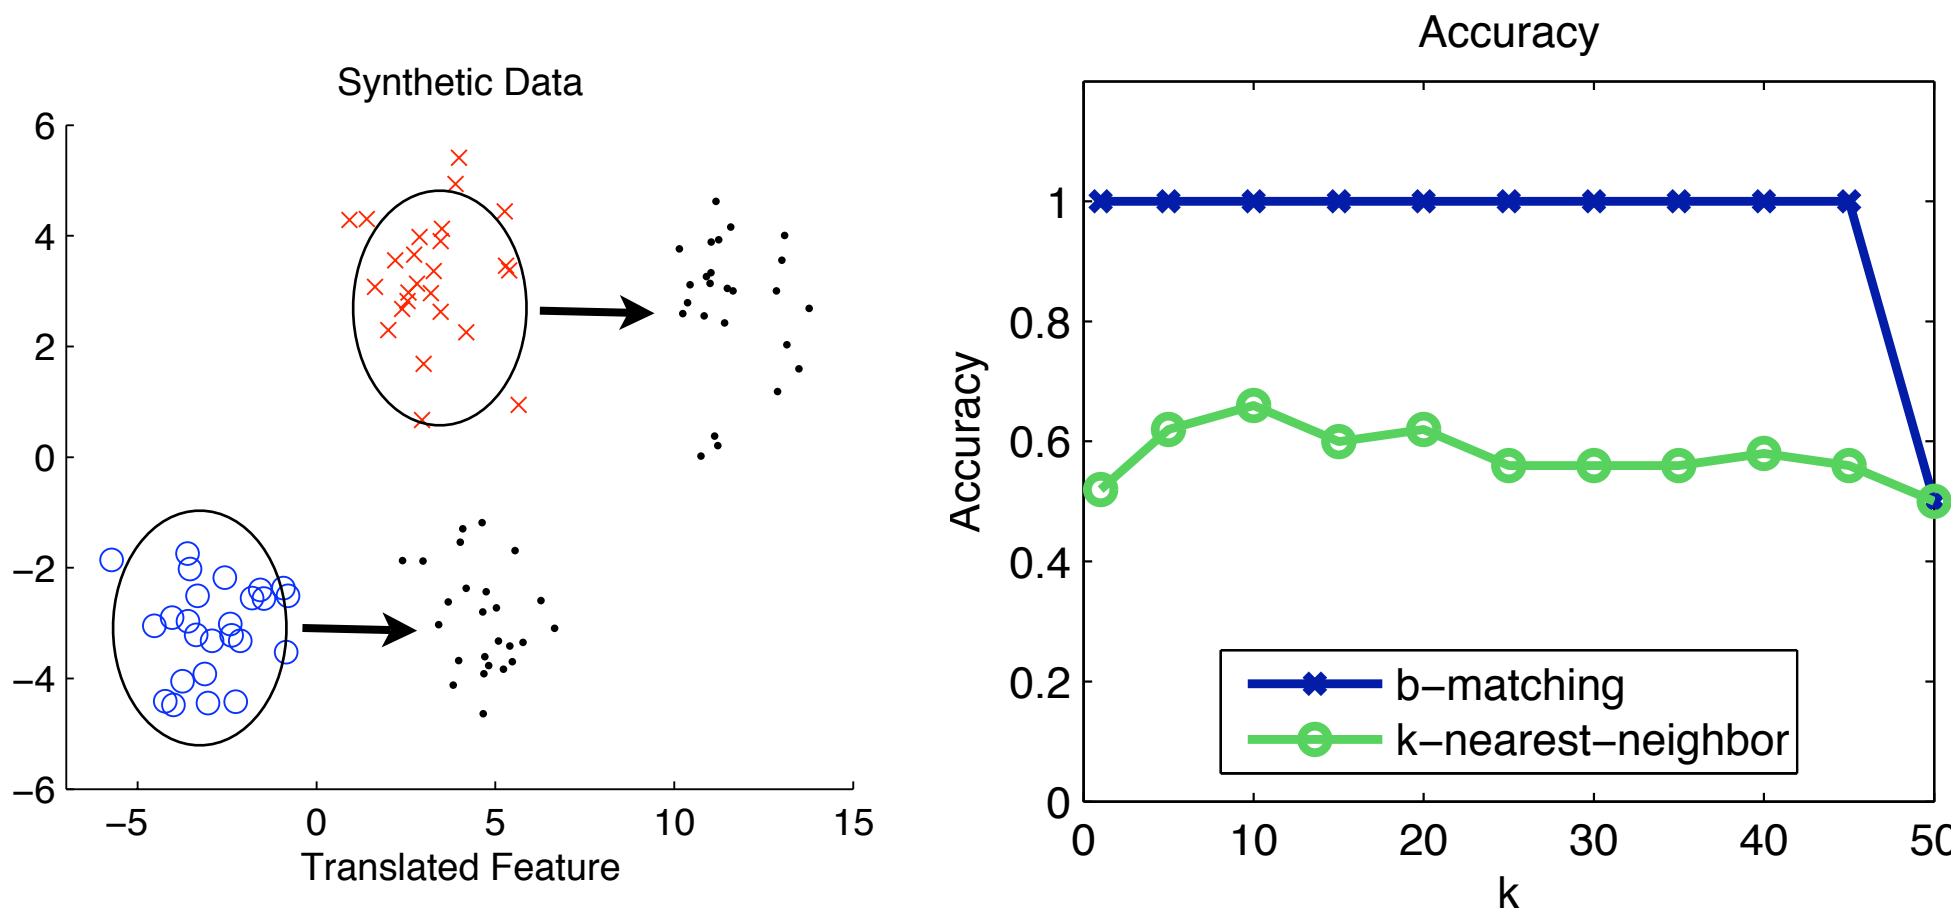 Synthetic Data
6
4
2
0
−2
−4
−6
−5 0 5 10 15
Translated Feature
Accuracy
Accuracy
1
0.8
0.6
0.4
0.2
0
0 10 20 30 40 50
k
b−matching
k−nearest−neighbor